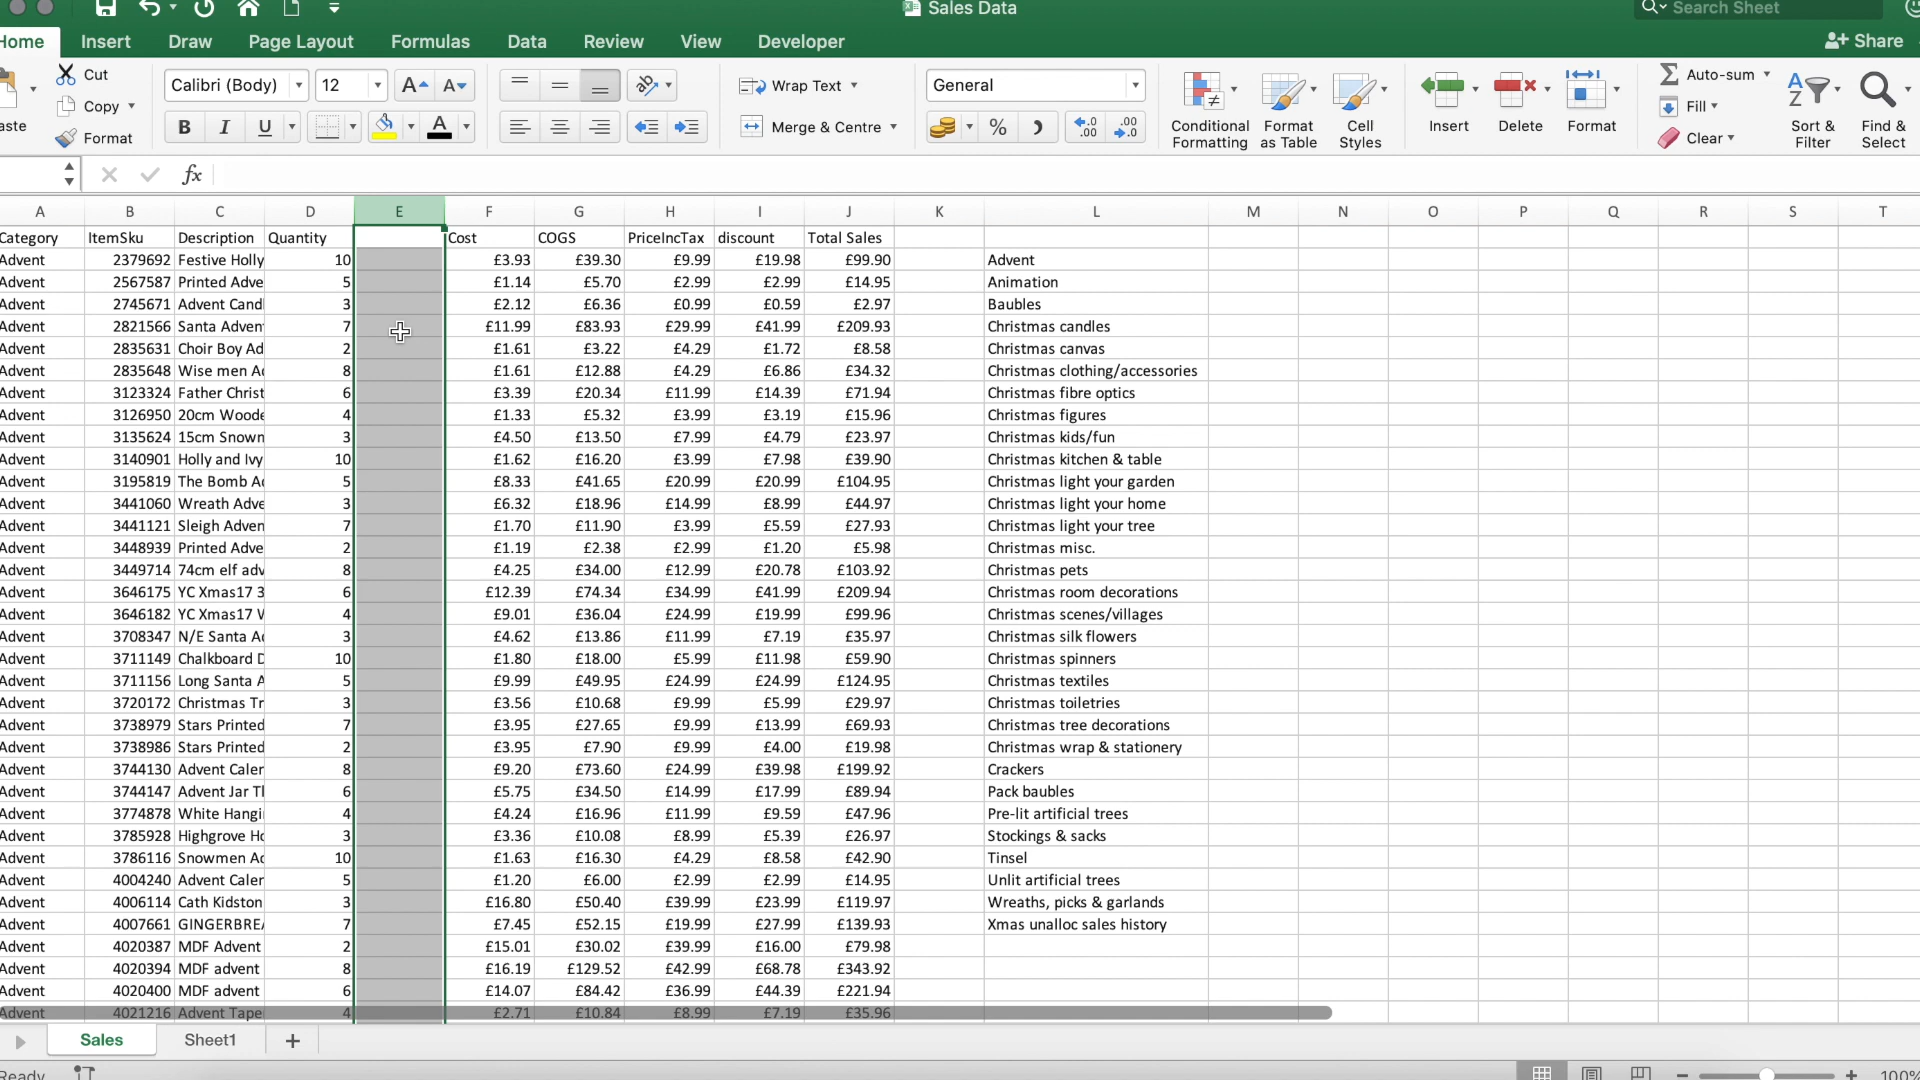 Sales Data
Search Sheet
Home Insert Draw Page Layout Formulas Data Review View Developer
Share
Cut
Copy
Format
Calibri (Body) 12
A A
B I U A
Wrap Text
Merge & Centre
General
% .00 .00
Conditional Formatting
Format as Table
Cell Styles
Insert
Delete
Format
Auto-sum
Fill
Clear
Sort & Filter
Find & Select
fx
A B C D E F G H I J K L M N O P Q R S T
Category ItemSku Description Quantity Cost COGS PriceIncTax discount Total Sales
Advent 2379692 Festive Holly 10 £3.93 £39.30 £9.99 £19.98 £99.90 Advent
Advent 2567587 Printed Adve 5 £1.14 £5.70 £2.99 £2.99 £14.95 Animation
Advent 2745671 Advent Candl 3 £2.12 £6.36 £0.99 £0.59 £2.97 Baubles
Advent 2821566 Santa Advent 7 £11.99 £83.93 £29.99 £41.99 £209.93 Christmas candles
Advent 2835631 Choir Boy Ad 2 £1.61 £3.22 £4.29 £1.72 £8.58 Christmas canvas
Advent 2835648 Wise men Ad 8 £1.61 £12.88 £4.29 £6.86 £34.32 Christmas clothing/accessories
Advent 3123324 Father Christ 6 £3.39 £20.34 £11.99 £14.39 £71.94 Christmas fibre optics
Advent 3126950 20cm Woode 4 £1.33 £5.32 £3.99 £3.19 £15.96 Christmas figures
Advent 3135624 15cm Snown 3 £4.50 £13.50 £7.99 £4.79 £23.97 Christmas kids/fun
Advent 3140901 Holly and Ivy 10 £1.62 £16.20 £3.99 £7.98 £39.90 Christmas kitchen & table
Advent 3195819 The Bomb Ad 5 £8.33 £41.65 £20.99 £20.99 £104.95 Christmas light your garden
Advent 3441060 Wreath Adve 3 £6.32 £18.96 £14.99 £8.99 £44.97 Christmas light your home
Advent 3441121 Sleigh Adven 7 £1.70 £11.90 £3.99 £5.59 £27.93 Christmas light your tree
Advent 3448939 Printed Adve 2 £1.19 £2.38 £2.99 £1.20 £5.98 Christmas misc.
Advent 3449714 74cm elf adv 8 £4.25 £34.00 £12.99 £20.78 £103.92 Christmas pets
Advent 3646175 YC Xmas17 3 6 £12.39 £74.34 £34.99 £41.99 £209.94 Christmas room decorations
Advent 3646182 YC Xmas17 V 4 £9.01 £36.04 £24.99 £19.99 £99.96 Christmas scenes/villages
Advent 3708347 N/E Santa Ad 3 £4.62 £13.86 £11.99 £7.19 £35.97 Christmas silk flowers
Advent 3711149 Chalkboard D 10 £1.80 £18.00 £5.99 £11.98 £59.90 Christmas spinners
Advent 3711156 Long Santa A 5 £9.99 £49.95 £24.99 £24.99 £124.95 Christmas textiles
Advent 3720172 Christmas Tr 3 £3.56 £10.68 £9.99 £5.99 £29.97 Christmas toiletries
Advent 3738979 Stars Printed 7 £3.95 £27.65 £9.99 £13.99 £69.93 Christmas tree decorations
Advent 3738986 Stars Printed 2 £3.95 £7.90 £9.99 £4.00 £19.98 Christmas wrap & stationery
Advent 3744130 Advent Caler 8 £9.20 £73.60 £24.99 £39.98 £199.92 Crackers
Advent 3744147 Advent Jar Tl 6 £5.75 £34.50 £14.99 £17.99 £89.94 Pack baubles
Advent 3774878 White Hangi 4 £4.24 £16.96 £11.99 £9.59 £47.96 Pre-lit artificial trees
Advent 3785928 Highgrove Ho 3 £3.36 £10.08 £8.99 £5.39 £26.97 Stockings & sacks
Advent 3786116 Snowmen Ad 10 £1.63 £16.30 £4.29 £8.58 £42.90 Tinsel
Advent 4004240 Advent Caler 5 £1.20 £6.00 £2.99 £2.99 £14.95 Unlit artificial trees
Advent 4006114 Cath Kidston 3 £16.80 £50.40 £39.99 £23.99 £119.97 Wreaths, picks & garlands
Advent 4007661 GINGERBREA 7 £7.45 £52.15 £19.99 £27.99 £139.93 Xmas unalloc sales history
Advent 4020387 MDF Advent 2 £15.01 £30.02 £39.99 £16.00 £79.98
Advent 4020394 MDF advent 8 £16.19 £129.52 £42.99 £68.78 £343.92
Advent 4020400 MDF advent 6 £14.07 £84.42 £36.99 £44.39 £221.94
Advent 4021216 Advent Tape 4 £2.71 £10.84 £8.99 £7.19 £35.96
Sales Sheet1 +
Ready
100%